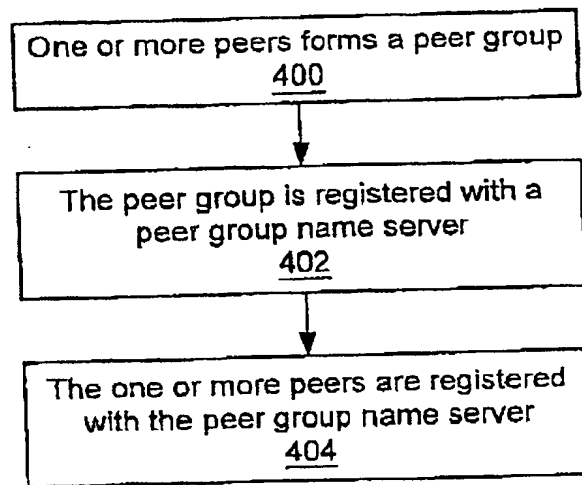 One or more peers forms a peer group
400
The peer group is registered with a
peer group name server
402
The one or more peers are registered
with the peer group name server
404